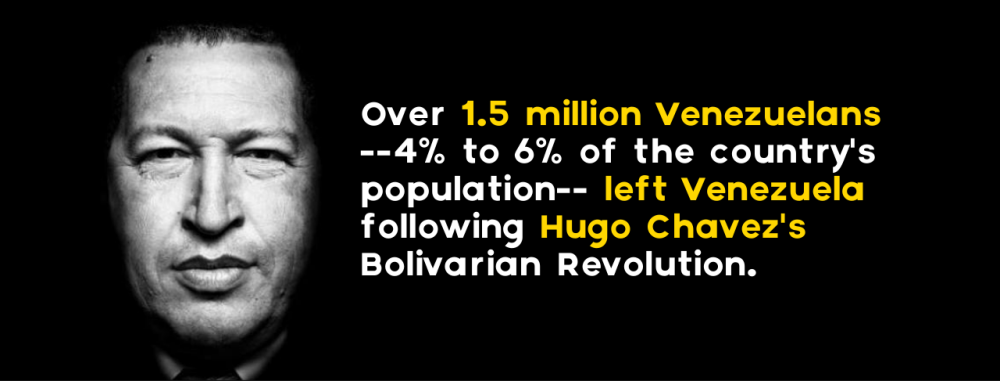 Over 1.5 million Venezuelans
--4% to 6% of the country's
population-- left Venezuela
following Hugo Chavez's
Bolivarian Revolution.